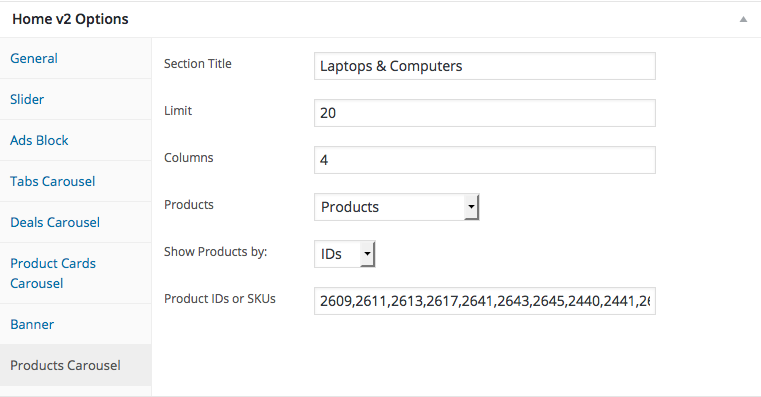 Home v2 Options
General
Slider
Ads Block
Tabs Carousel
Deals Carousel
Product Cards
Carousel
Banner
Products Carousel
Section Title
Laptops & Computers
Limit
20
Columns
4
Products
Products
Show Products by:
IDs
Product IDs or SKUs
2609,2611,2613,2617,2641,2643,2645,2440,2441,26